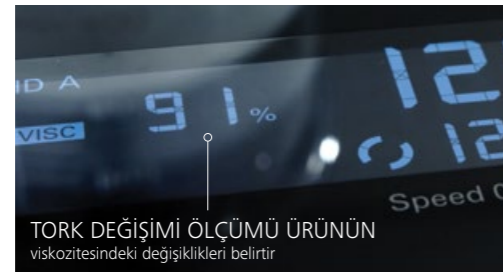 ID A
VISC
91%
12
12
Speed
TORK DEĞİŞİMİ ÖLÇÜMÜ ÜRÜNÜN
viskozitesindeki değişiklikleri belirtir